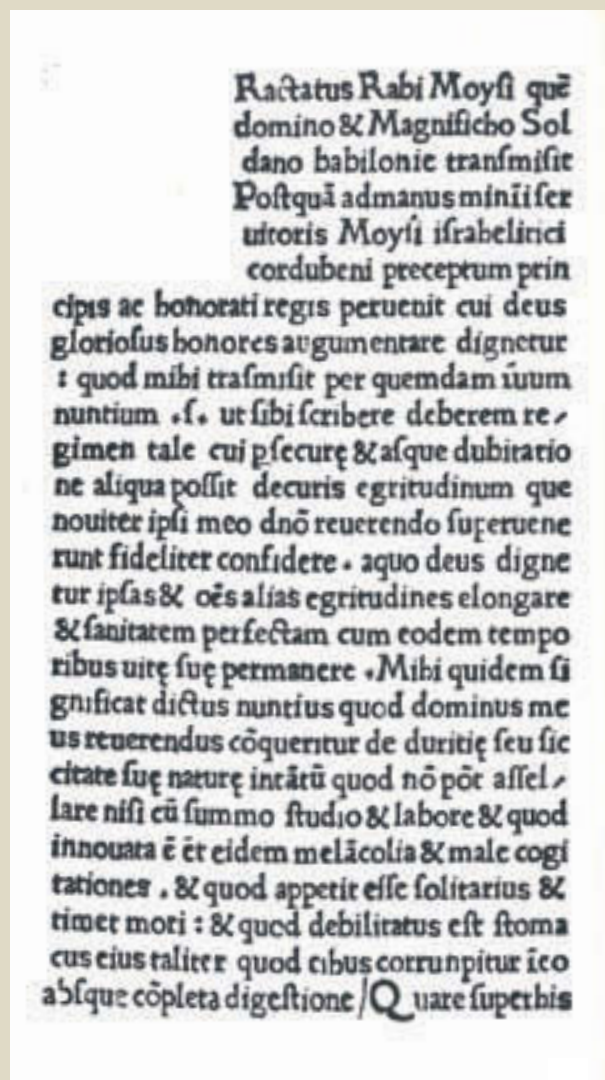 Ractatus Rabi Moyſi quē
domino & Magnificho Sol
dano babilonie tranſmiſit
Poſtquā admanus minīiſer
uitoris Moyſi iſrahelitici
cordubeni preceptum prin
cipis ac honorati regis peruenit cui deus
glorioſus honores augumentare dignetur
: quod mihi traſmiſit per quemdam ſuum
nuntium .ſ. ut ſibi ſcribere deberem re⸗
gimen tale cui pſecurę & aſque dubitatio
ne aliqua poſſit decuris egritudinum que
nouiter ipſi meo dnō reuerendo ſuperuene
runt fideliter confidere . aquo deus digne
tur ipſas & oēs alias egritudines elongare
& ſanitatem perfectam cum eodem tempo
ribus uitę ſuę permanere . Mihi quidem ſi
gnificat dictus nuntius quod dominus me
us reuerendus cōqueritur de duritię ſeu ſic
citate ſuę naturę intātū quod nō pōt aſſel⸗
lare niſi cū ſummo ſtudio & labore & quod
innouata ē ēt eidem melācolia & male cogi
tationes . & quod appetit eſſe ſolitarius &
timet mori : & quod debilitatus eſt ſtoma
cus eius taliter quod cibus corrunpitur īco
abſque cōpleta digeſtione / Quare ſuperhis